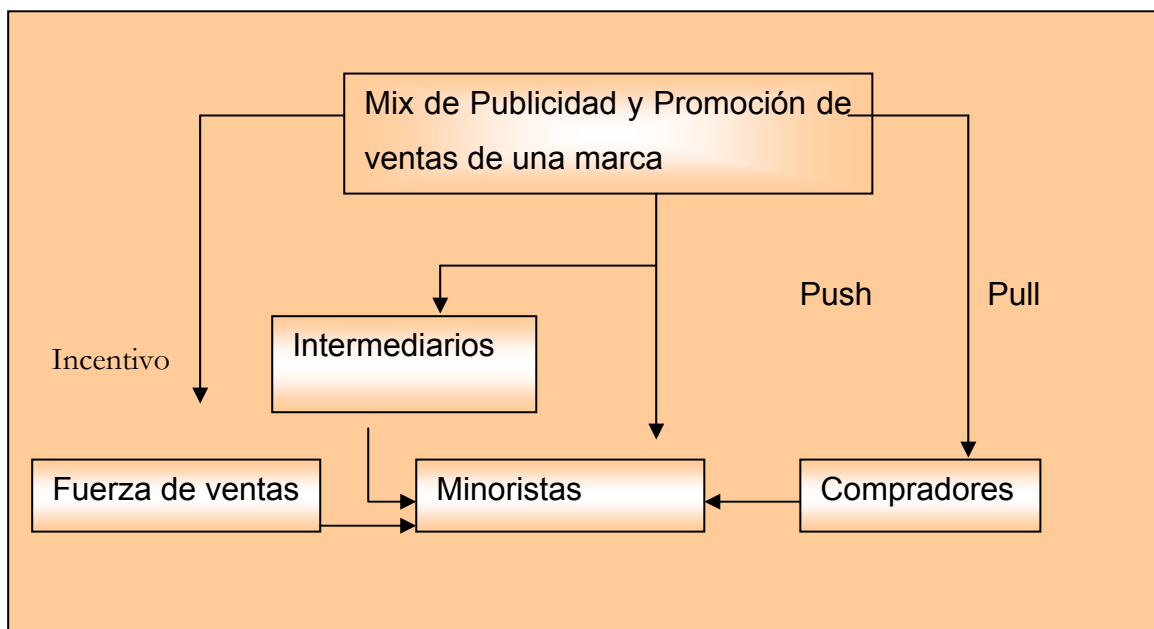 Mix de Publicidad y Promoción de
ventas de una marca
Push
Pull
Intermediarios
Incentivo
Fuerza de ventas
Minoristas
Compradores